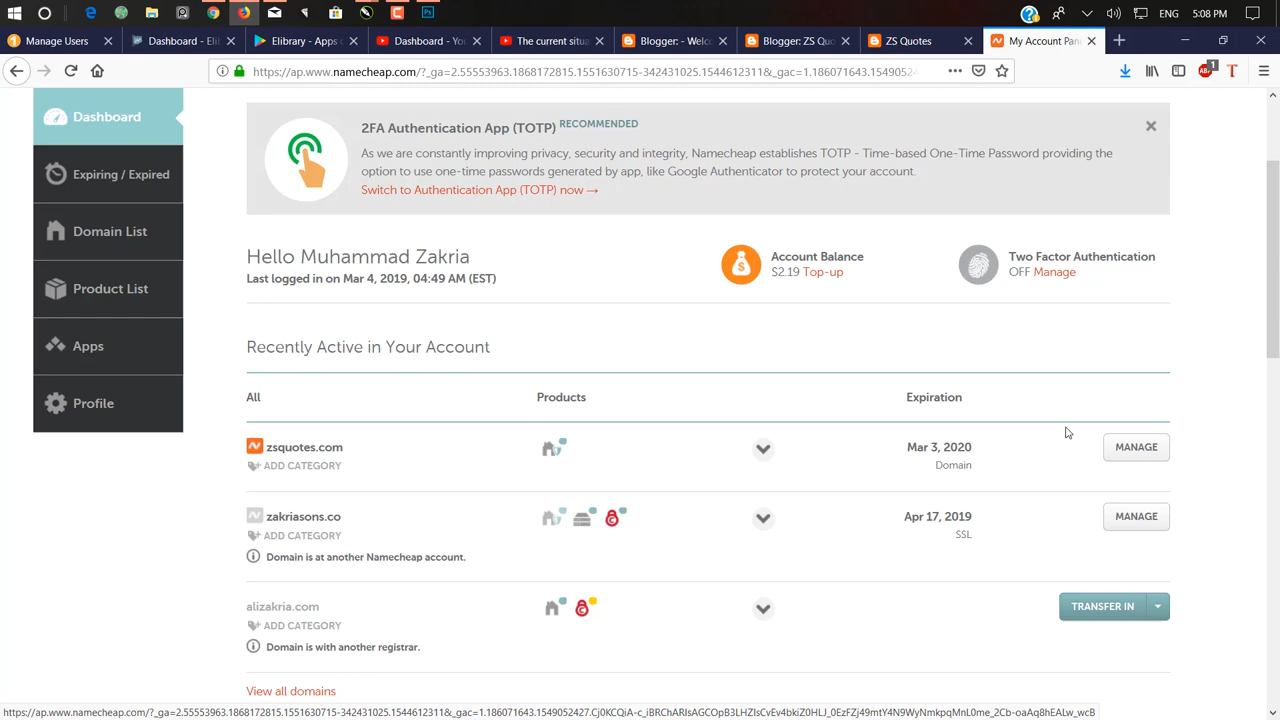 ENG 5:08 PM
Manage Users
Dashboard - Elib
Elibrity - Apps o
Dashboard - You
The current situa
Blogger: - Welco
Blogger: ZS Quo
ZS Quotes
My Account Pan
https://ap.www.namecheap.com/?_ga=2.55553963.1868172815.1551630715-342431025.1544612311&_gac=1.186071643.1549052427
1
T
Dashboard
Expiring / Expired
Domain List
Product List
Apps
Profile
2FA Authentication App (TOTP) RECOMMENDED
As we are constantly improving privacy, security and integrity, Namecheap establishes TOTP - Time-based One-Time Password providing the
option to use one-time passwords generated by app, like Google Authenticator to protect your account.
Switch to Authentication App (TOTP) now →
Hello Muhammad Zakria
Last logged in on Mar 4, 2019, 04:49 AM (EST)
Account Balance
$2.19 Top-up
Two Factor Authentication
OFF Manage
Recently Active in Your Account
All Products Expiration
zsquotes.com Mar 3, 2020 MANAGE
ADD CATEGORY Domain
zakriasons.co Apr 17, 2019 MANAGE
ADD CATEGORY SSL
Domain is at another Namecheap account.
alizakria.com TRANSFER IN
ADD CATEGORY
Domain is with another registrar.
View all domains